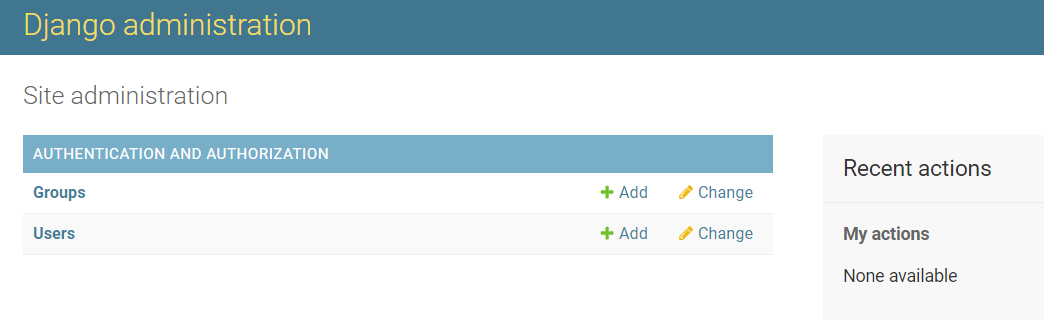 Django administration
Site administration
AUTHENTICATION AND AUTHORIZATION
Groups Add Change
Users Add Change
Recent actions
My actions
None available